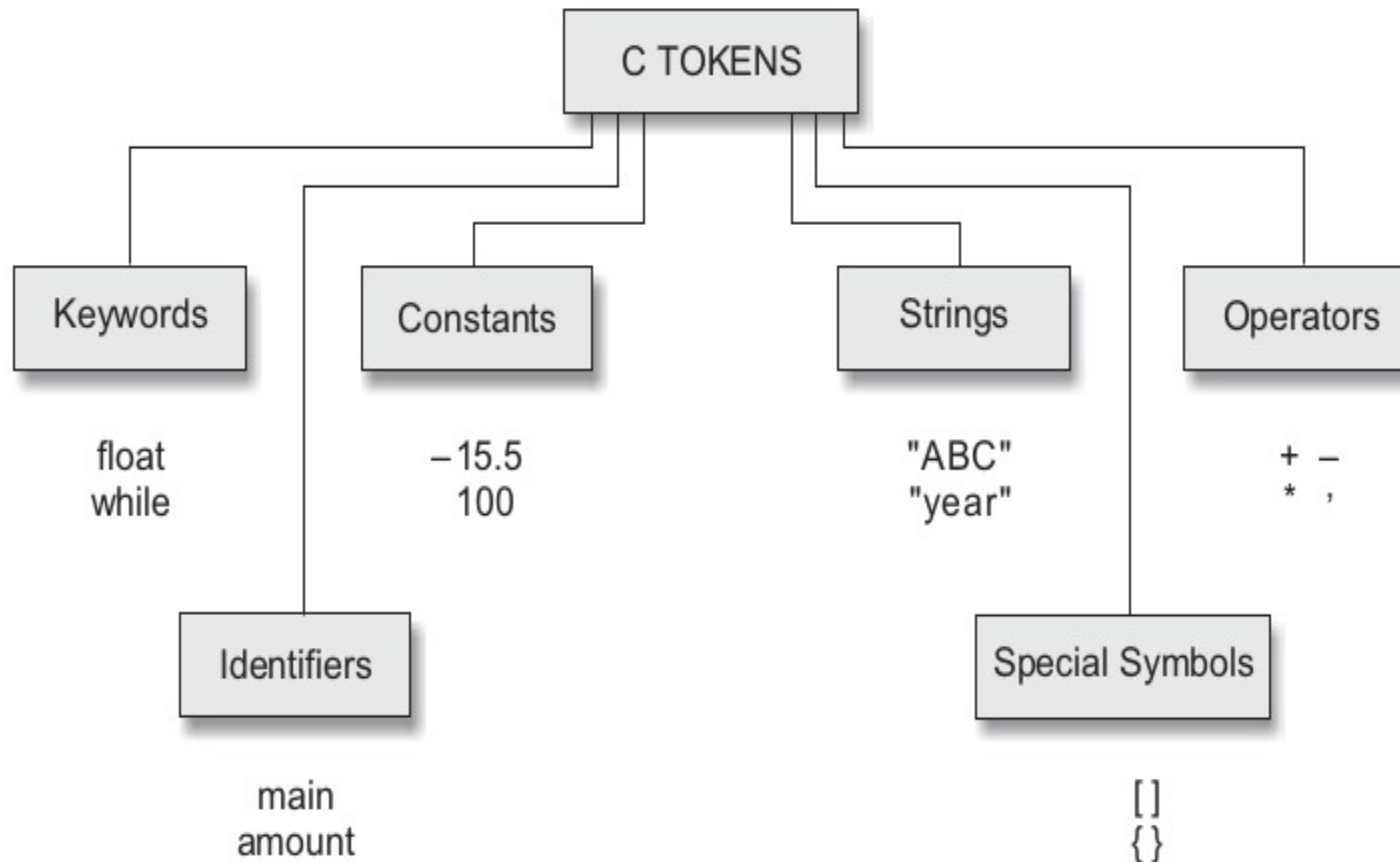 C TOKENS
Keywords
Constants
Strings
Operators
float
while
– 15.5
100
"ABC"
"year"
+ –
* ,
Identifiers
Special Symbols
main
amount
[ ]
{ }